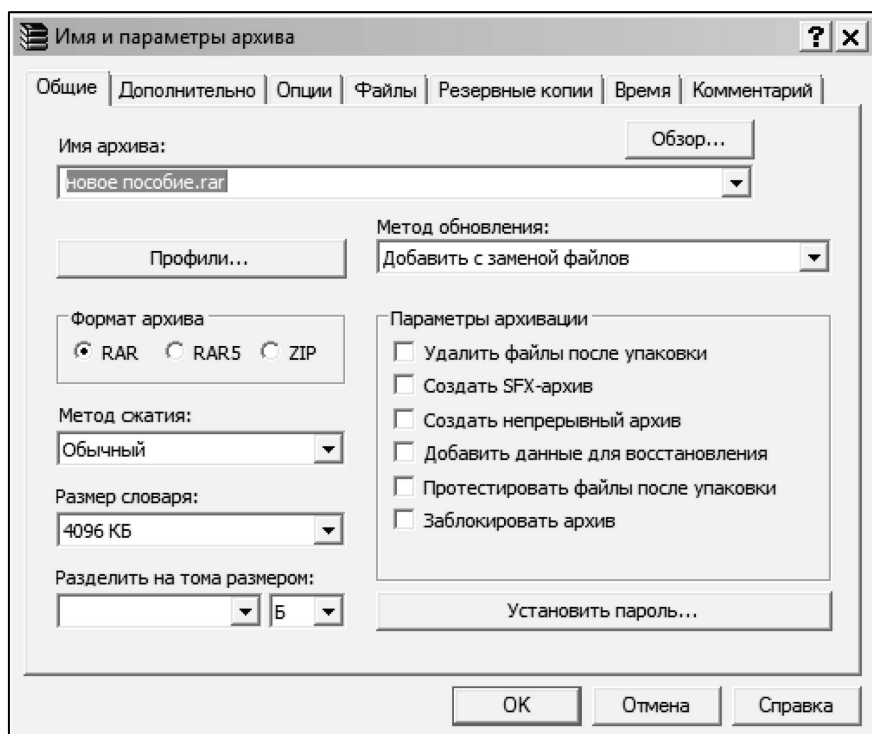 Имя и параметры архива
Общие Дополнительно Опции Файлы Резервные копии Время Комментарий
Имя архива:
Обзор...
новое пособие.rar
Метод обновления:
Профили...
Добавить с заменой файлов
Формат архива
RAR RAR5 ZIP
Метод сжатия:
Обычный
Размер словаря:
4096 КБ
Разделить на тома размером:
Б
Параметры архивации
Удалить файлы после упаковки
Создать SFX-архив
Создать непрерывный архив
Добавить данные для восстановления
Протестировать файлы после упаковки
Заблокировать архив
Установить пароль...
OK Отмена Справка